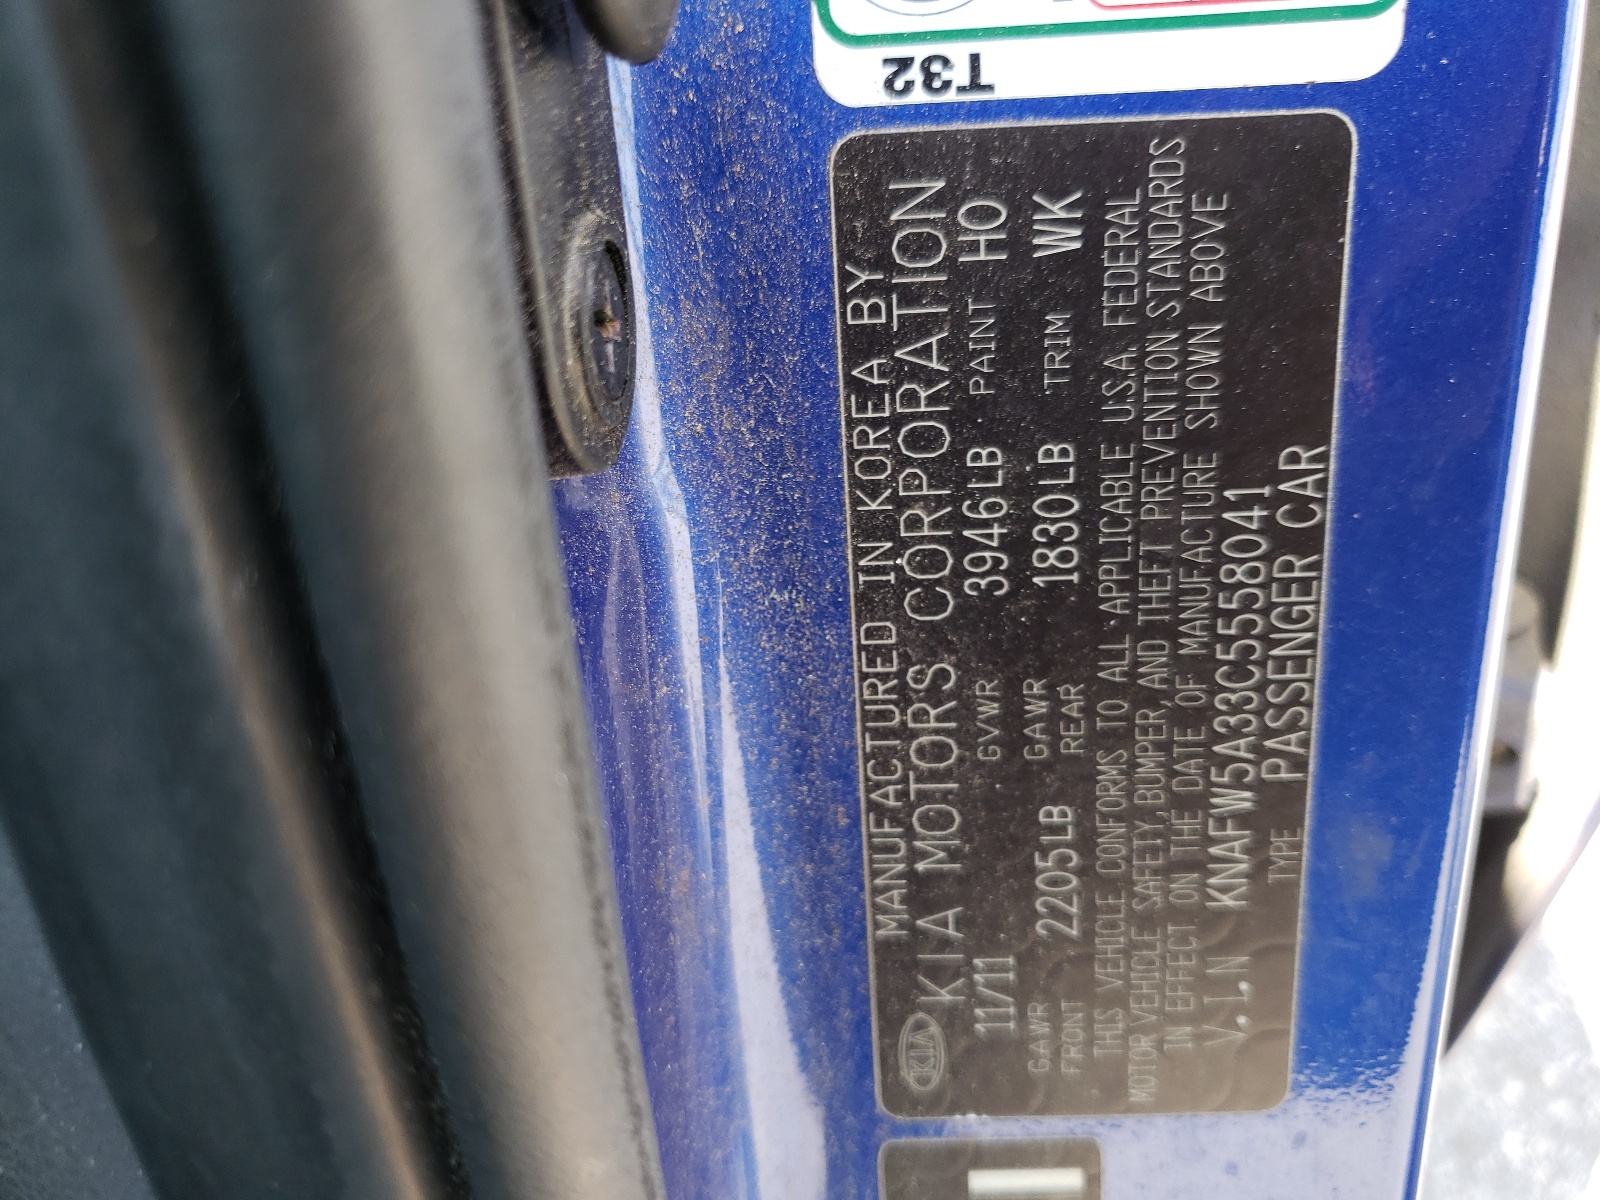 T32
MANUFACTURED IN KOREA BY
KIA KIA MOTORS CORPORATION
11/11 GVWR 3946LB PAINT HO
GAWR FRONT 2205LB GAWR REAR 1830LB TRIM WK
THIS VEHICLE CONFORMS TO ALL APPLICABLE U.S.A. FEDERAL
MOTOR VEHICLE SAFETY, BUMPER, AND THEFT PREVENTION STANDARDS
IN EFFECT ON THE DATE OF MANUFACTURE SHOWN ABOVE
V.I.N KNAFW5A33C5558041
TYPE PASSENGER CAR